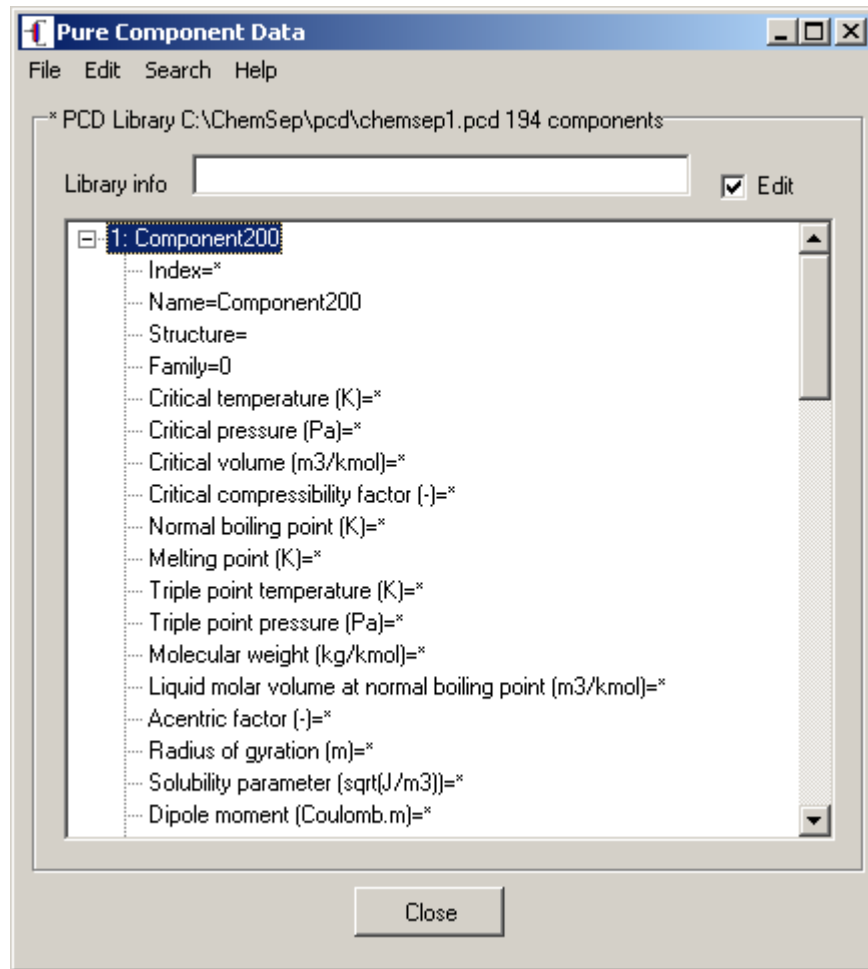 Pure Component Data
File Edit Search Help
* PCD Library C:\ChemSep\pcd\chemsep1.pcd 194 components
Library info Edit
1: Component200
Index=*
Name=Component200
Structure=
Family=0
Critical temperature (K)=*
Critical pressure (Pa)=*
Critical volume (m3/kmol)=*
Critical compressibility factor (-)=*
Normal boiling point (K)=*
Melting point (K)=*
Triple point temperature (K)=*
Triple point pressure (Pa)=*
Molecular weight (kg/kmol)=*
Liquid molar volume at normal boiling point (m3/kmol)=*
Acentric factor (-)=*
Radius of gyration (m)=*
Solubility parameter (sqrt(J/m3))=*
Dipole moment (Coulomb.m)=*
Close